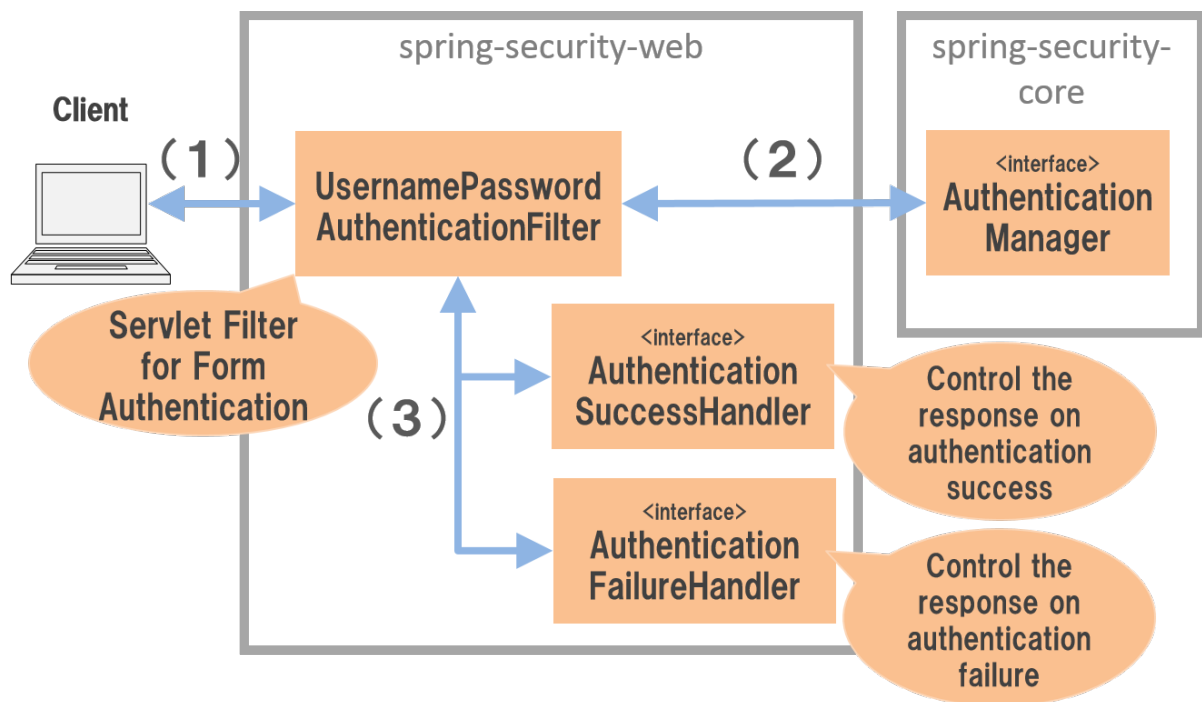 spring-security-web
spring-security-
core
Client
(1)
UsernamePassword
AuthenticationFilter
(2)
<interface>
Authentication
Manager
Servlet Filter
for Form
Authentication
(3)
<interface>
Authentication
SuccessHandler
Control the
response on
authentication
success
<interface>
Authentication
FailureHandler
Control the
response on
authentication
failure